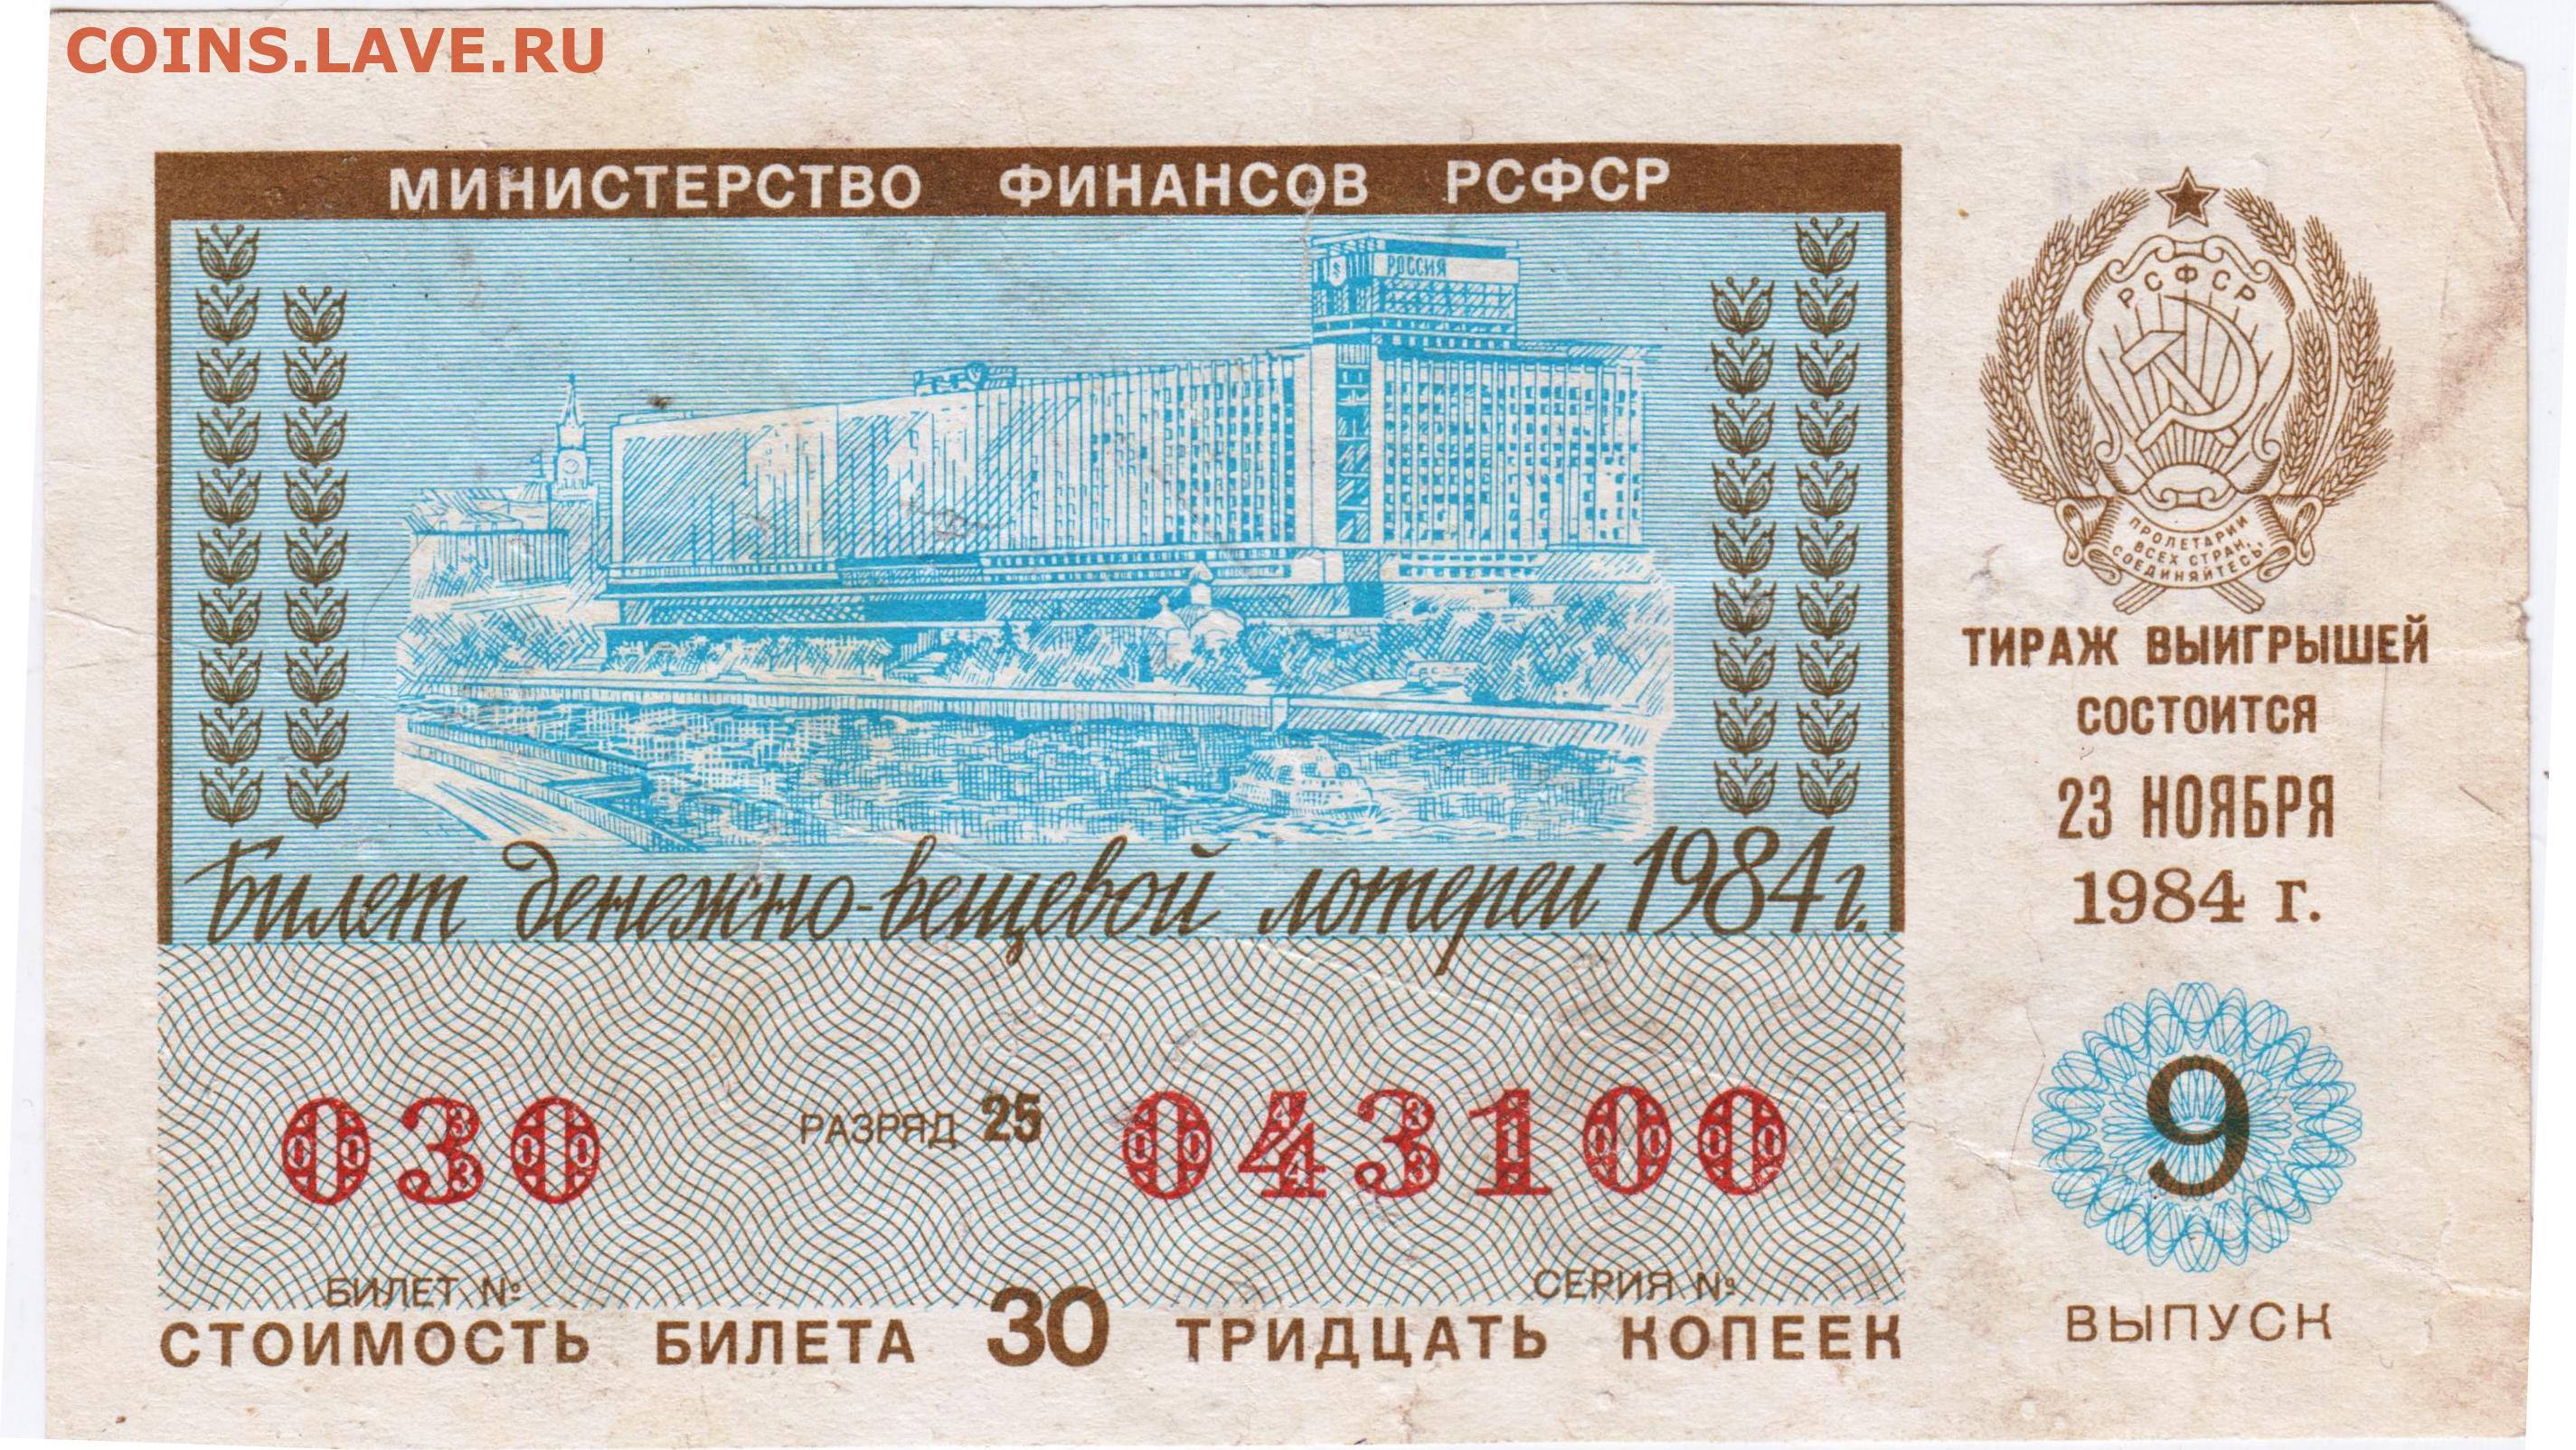 COINS.LAVE.RU
МИНИСТЕРСТВО ФИНАНСОВ РСФСР
РОССИЯ
Билет денежно-вещевой лотереи 1984 г.
030 РАЗРЯД 25 043100
БИЛЕТ № СЕРИЯ №
СТОИМОСТЬ БИЛЕТА 30 ТРИДЦАТЬ КОПЕЕК
РСФСР
ПРОЛЕТАРИИ
ВСЕХ СТРАН,
СОЕДИНЯЙТЕСЬ!
ТИРАЖ ВЫИГРЫШЕЙ
СОСТОИТСЯ
23 НОЯБРЯ
1984 г.
9
ВЫПУСК